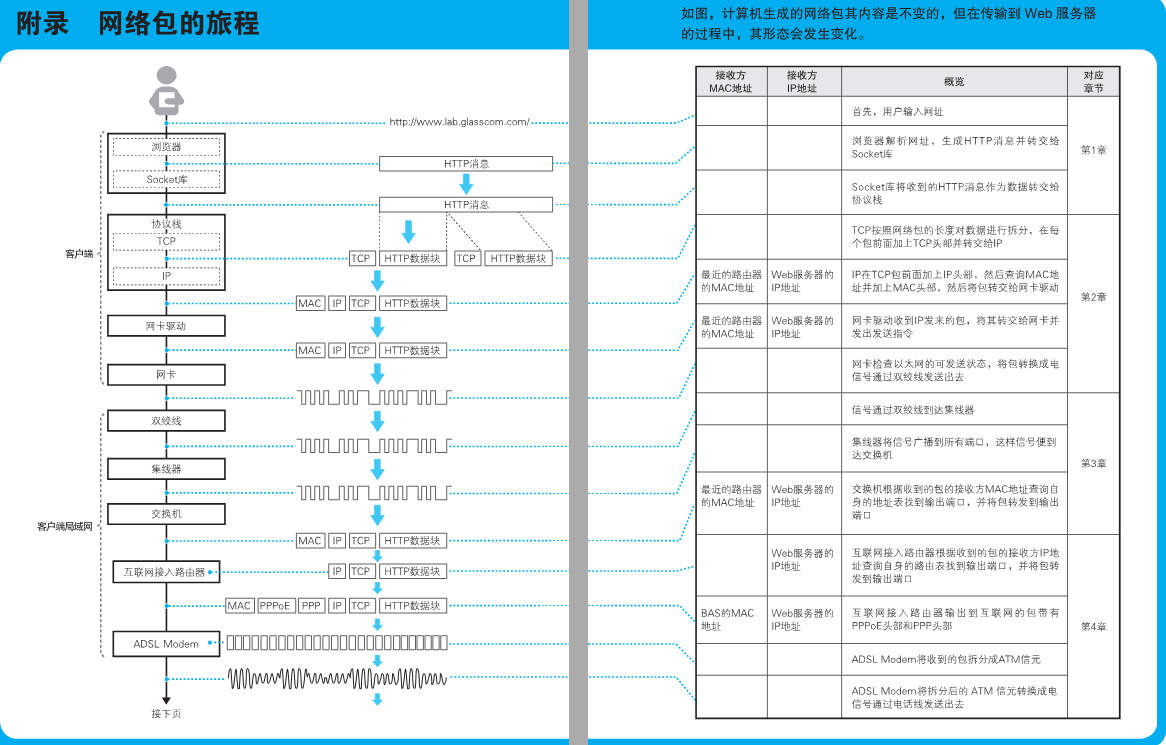 附录 网络包的旅程
如图，计算机生成的网络包其内容是不变的，但在传输到 Web 服务器
的过程中，其形态会发生变化。
http://www.lab.glasscom.com/
客户端
浏览器
HTTP消息
Socket库
HTTP消息
协议栈
TCP
TCP HTTP数据块 TCP HTTP数据块
IP
MAC IP TCP HTTP数据块
网卡驱动
MAC IP TCP HTTP数据块
网卡
客户端局域网
双绞线
集线器
交换机
MAC IP TCP HTTP数据块
互联网接入路由器
IP TCP HTTP数据块
MAC PPPoE PPP IP TCP HTTP数据块
ADSL Modem
接下页
接收方
MAC地址
接收方
IP地址
概览
对应
章节
首先，用户输入网址
浏览器解析网址，生成HTTP消息并转交给
Socket库
第1章
Socket库将收到的HTTP消息作为数据转交给
协议栈
TCP按照网络包的长度对数据进行拆分，在每
个包前面加上TCP头部并转交给IP
最近的路由器
的MAC地址
Web服务器的
IP地址
IP在TCP包前面加上IP头部，然后查询MAC地
址并加上MAC头部，然后将包转交给网卡驱动
第2章
最近的路由器
的MAC地址
Web服务器的
IP地址
网卡驱动收到IP发来的包，将其转交给网卡并
发出发送指令
网卡检查以太网的可发送状态，将包转换成电
信号通过双绞线发送出去
信号通过双绞线到达集线器
集线器将信号广播到所有端口，这样信号便到
达交换机
第3章
最近的路由器
的MAC地址
Web服务器的
IP地址
交换机根据收到的包的接收方MAC地址查询自
身的地址表找到输出端口，并将包转发到输出
端口
Web服务器的
IP地址
互联网接入路由器根据收到的包的接收方IP地
址查询自身的路由表找到输出端口，并将包转
发到输出端口
BAS的MAC
地址
Web服务器的
IP地址
互联网接入路由器输出到互联网的包带有
PPPoE头部和PPP头部
第4章
ADSL Modem将收到的包拆分成ATM信元
ADSL Modem将拆分后的 ATM 信元转换成电
信号通过电话线发送出去